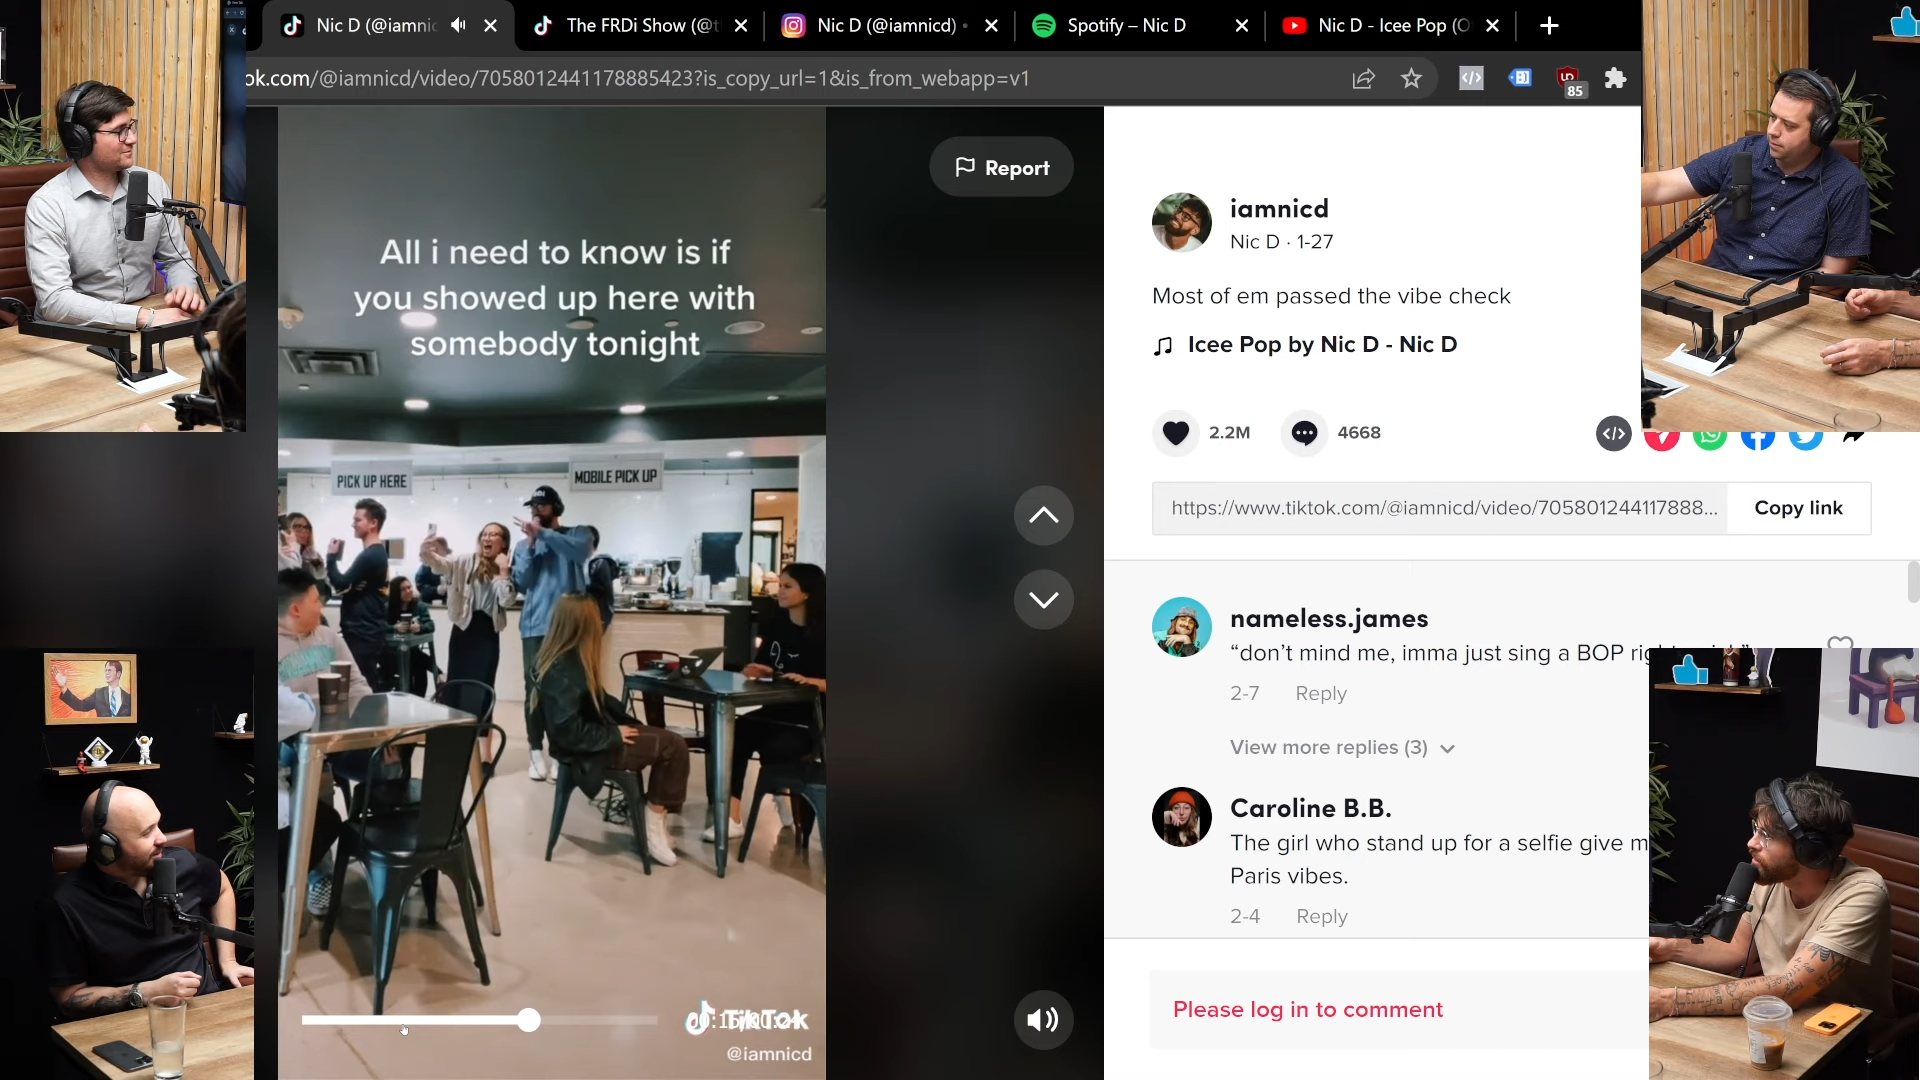 Nic D (@iamnic
The FRDi Show (@t
Nic D (@iamnicd) •
Spotify – Nic D
Nic D - Icee Pop (O
ok.com/@iamnicd/video/7058012441178885423?is_copy_url=1&is_from_webapp=v1
85
Report
All i need to know is if
you showed up here with
somebody tonight
PICK UP HERE
MOBILE PICK UP
TikTok
@iamnicd
iamnicd
Nic D · 1-27
Most of em passed the vibe check
Icee Pop by Nic D - Nic D
2.2M
4668
https://www.tiktok.com/@iamnicd/video/705801244117888...
Copy link
nameless.james
“don’t mind me, imma just sing a BOP
2-7
Reply
View more replies (3)
Caroline B.B.
The girl who stand up for a selfie give m
Paris vibes.
2-4
Reply
Please log in to comment